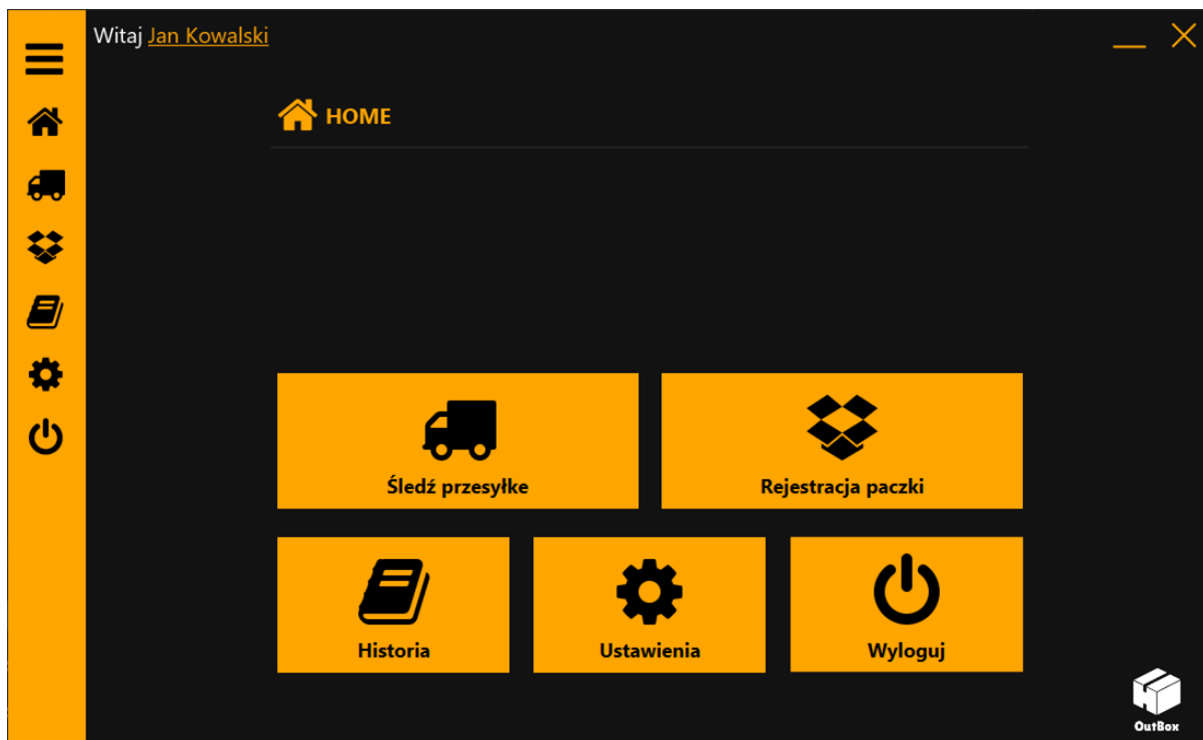 Witaj Jan Kowalski
HOME
Śledź przesyłke
Rejestracja paczki
Historia
Ustawienia
Wyloguj
OutBox